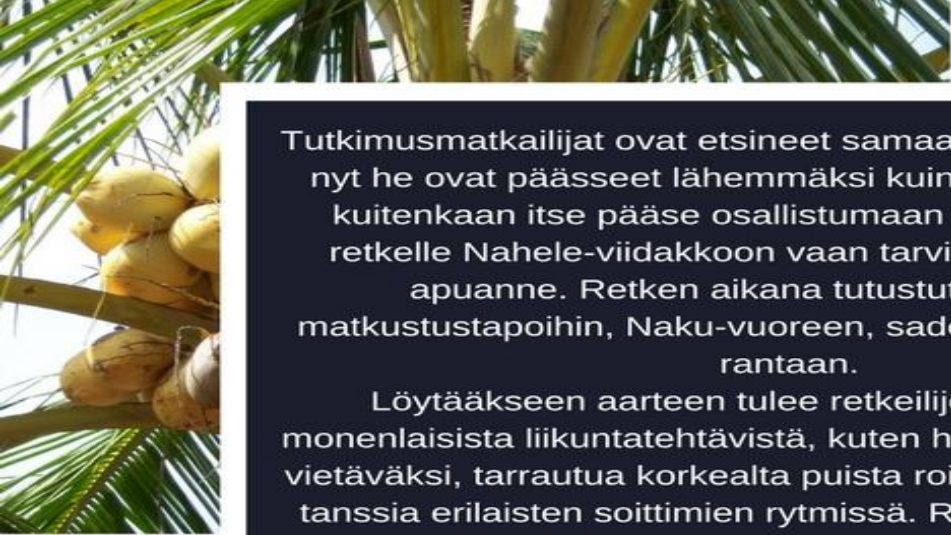 Tutkimusmatkailijat ovat etsineet samaa
nyt he ovat päässeet lähemmäksi kuin
kuitenkaan itse pääse osallistumaan
retkelle Nahele-viidakkoon vaan tarvi
apuanne. Retken aikana tutustut
matkustustapoihin, Naku-vuoreen, sade
rantaan.
Löytääkseen aarteen tulee retkeilij
monenlaisista liikuntatehtävistä, kuten h
vietäväksi, tarrautua korkealta puista ro
tanssia erilaisten soittimien rytmissä. R